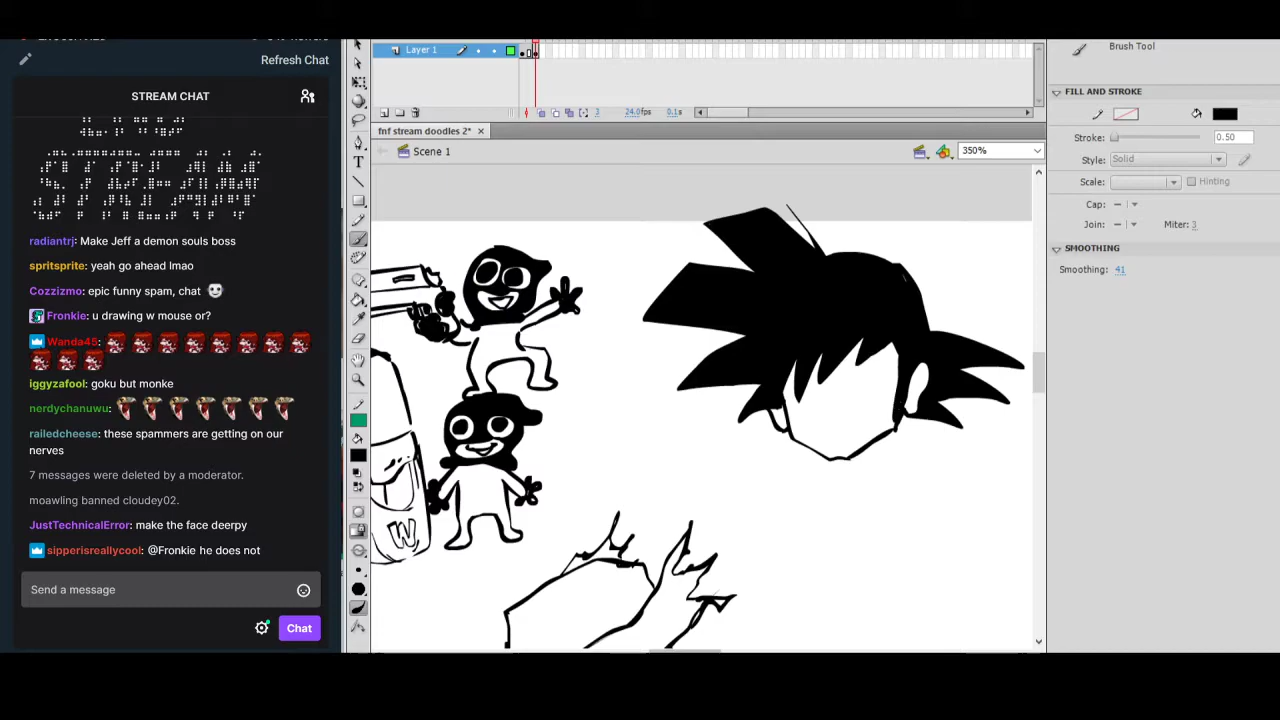 Refresh Chat
STREAM CHAT
radiantrj: Make Jeff a demon souls boss
spritsprite: yeah go ahead lmao
Cozzizmo: epic funny spam, chat
Fronkie: u drawing w mouse or?
Wanda45:
iggyzafool: goku but monke
nerdychanuwu:
railedcheese: these spammers are getting on our
nerves
7 messages were deleted by a moderator.
moawling banned cloudey02.
JustTechnicalError: make the face deerpy
sipperisreallycool: @Fronkie he does not
Send a message
Chat
Layer 1
3 24.0fps 0.1s
fnf stream doodles 2*
Scene 1
350%
W
Brush Tool
FILL AND STROKE
Stroke: 0.50
Style: Solid
Scale: Hinting
Cap:
Join: Miter: 3
SMOOTHING
Smoothing: 41